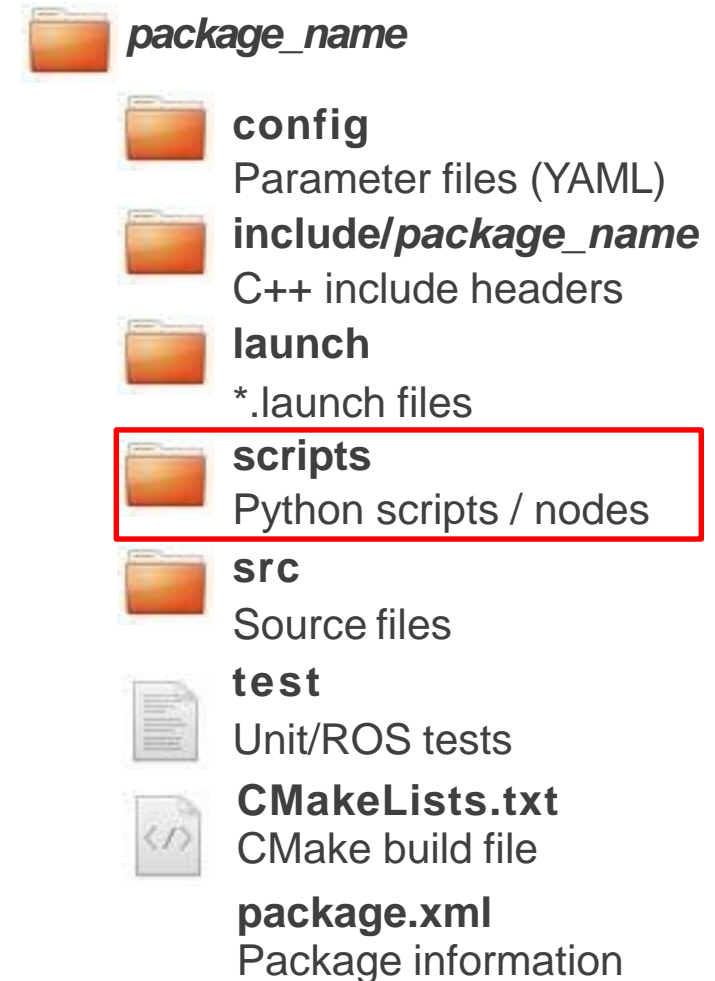 package_name
config
Parameter files (YAML)
include/package_name
C++ include headers
launch
*.launch files
scripts
Python scripts / nodes
src
Source files
test
Unit/ROS tests
</>
CMakeLists.txt
CMake build file
package.xml
Package information